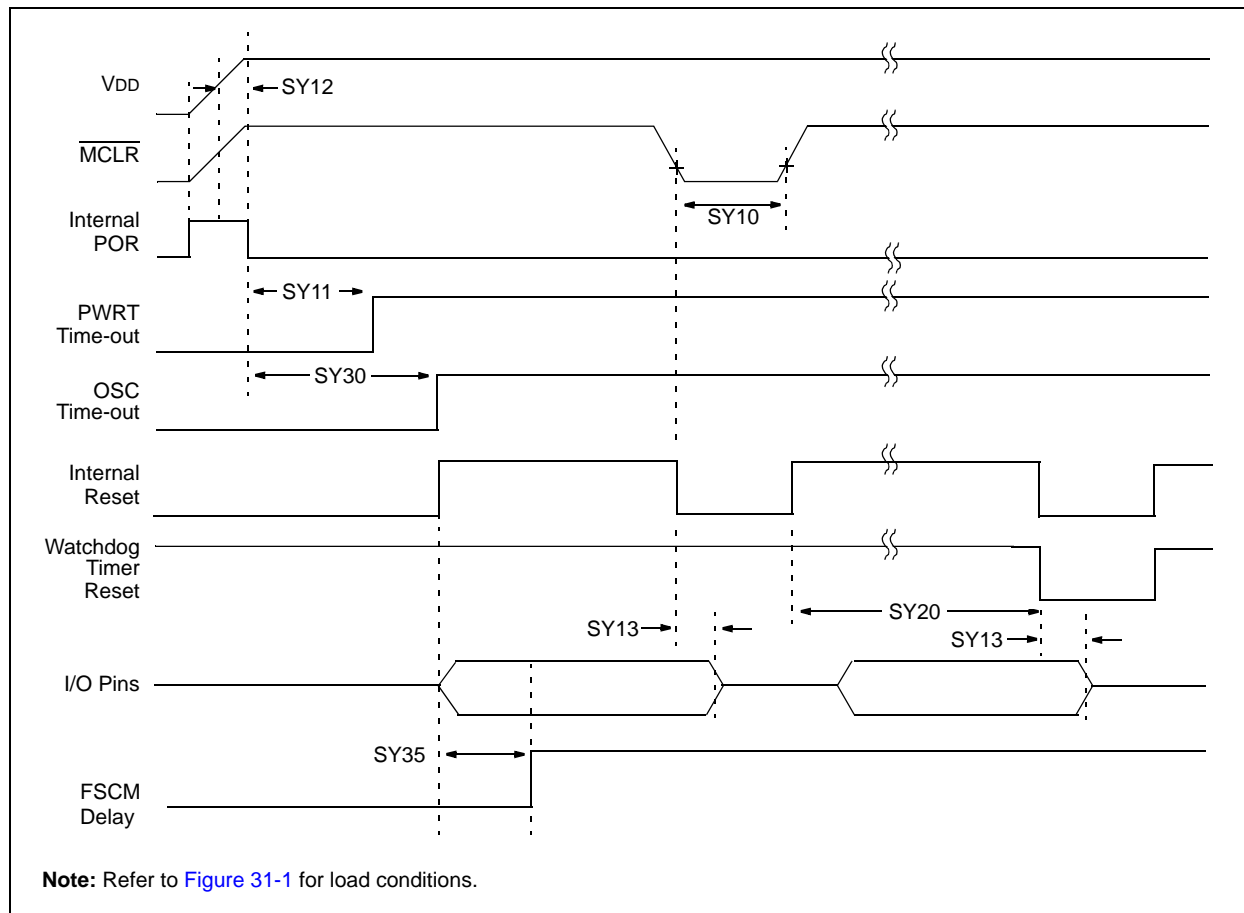 VDD
SY12
MCLR
SY10
Internal
POR
SY11
PWRT
Time-out
SY30
OSC
Time-out
Internal
Reset
Watchdog
Timer
Reset
SY20
SY13
SY13
I/O Pins
SY35
FSCM
Delay
Note: Refer to Figure 31-1 for load conditions.